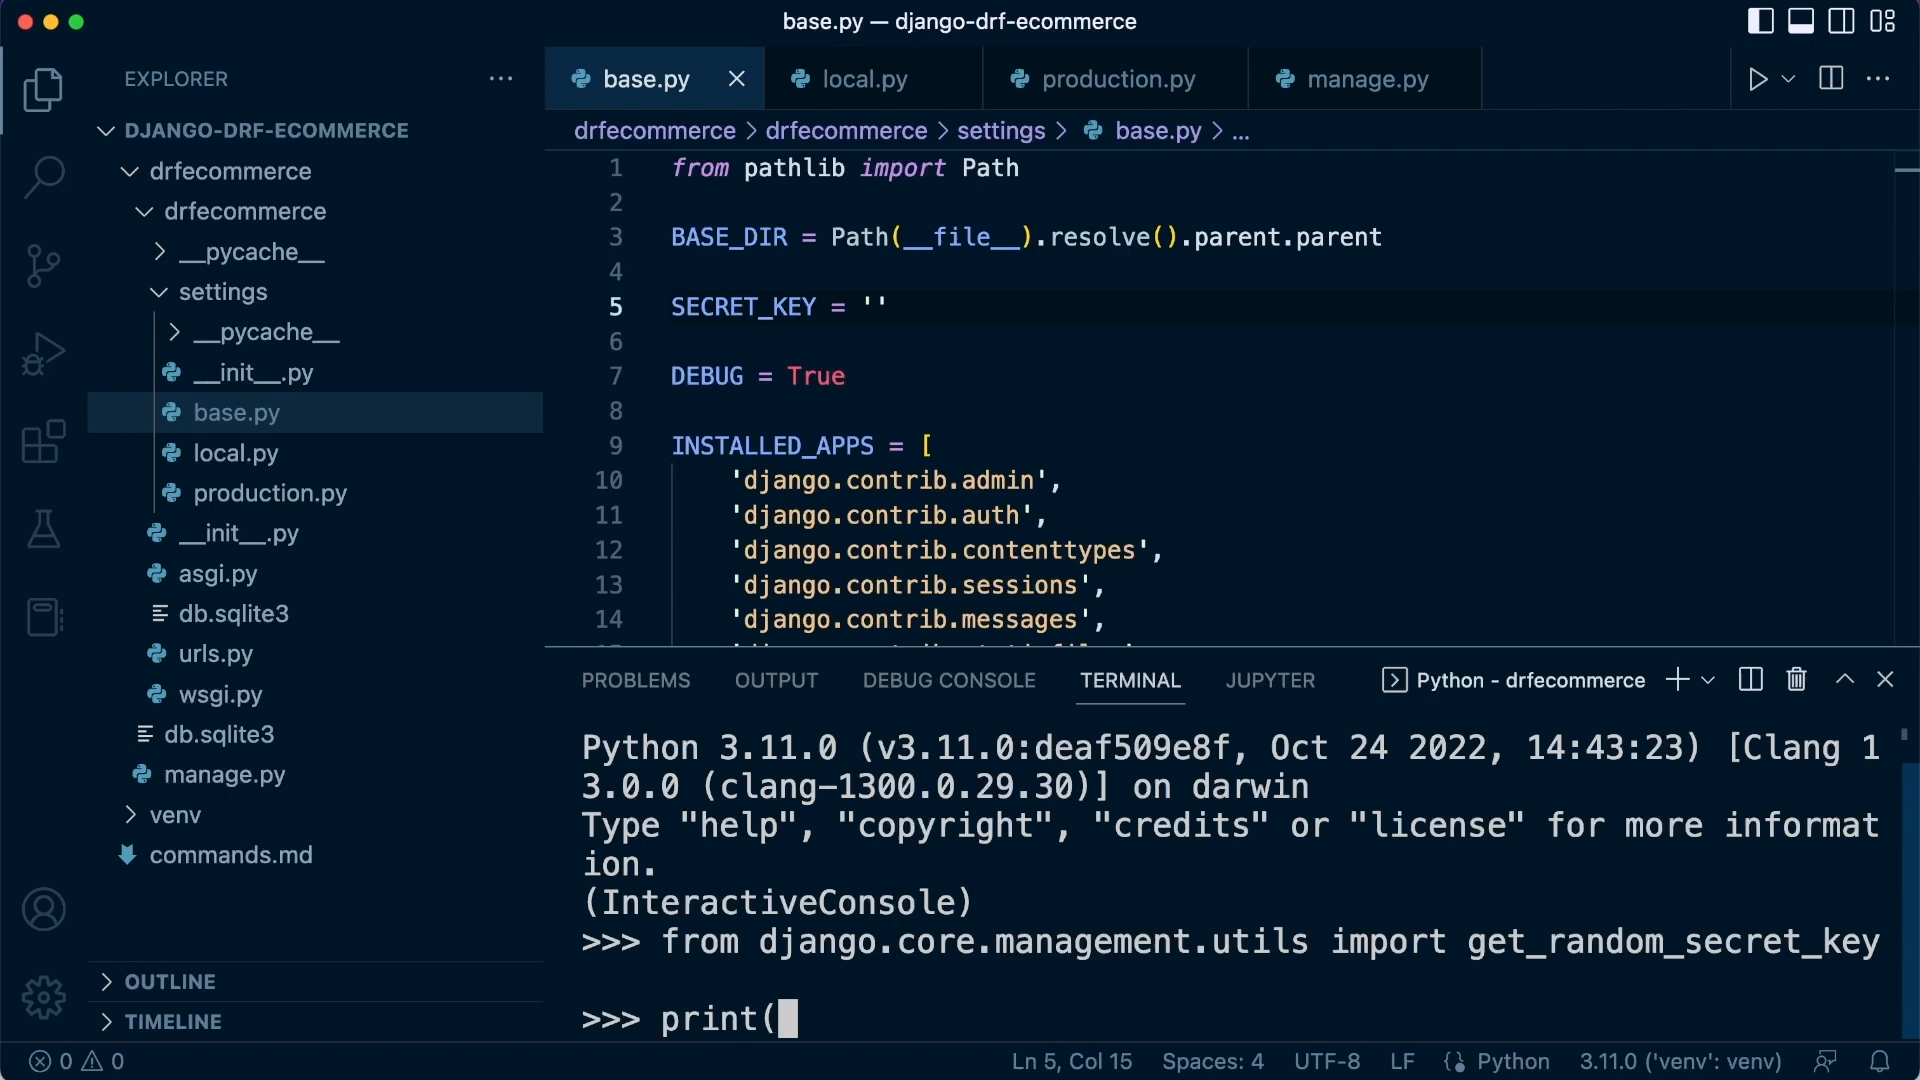 base.py — django-drf-ecommerce
EXPLORER
DJANGO-DRF-ECOMMERCE
drfecommerce
drfecommerce
__pycache__
settings
__pycache__
__init__.py
base.py
local.py
production.py
__init__.py
asgi.py
db.sqlite3
urls.py
wsgi.py
db.sqlite3
manage.py
venv
commands.md
OUTLINE
TIMELINE
base.py local.py production.py manage.py
drfecommerce > drfecommerce > settings > base.py > ...
1 from pathlib import Path
2
3 BASE_DIR = Path(__file__).resolve().parent.parent
4
5 SECRET_KEY = ''
6
7 DEBUG = True
8
9 INSTALLED_APPS = [
10 'django.contrib.admin',
11 'django.contrib.auth',
12 'django.contrib.contenttypes',
13 'django.contrib.sessions',
14 'django.contrib.messages',
PROBLEMS OUTPUT DEBUG CONSOLE TERMINAL JUPYTER Python - drfecommerce
Python 3.11.0 (v3.11.0:deaf509e8f, Oct 24 2022, 14:43:23) [Clang 1
3.0.0 (clang-1300.0.29.30)] on darwin
Type "help", "copyright", "credits" or "license" for more informat
ion.
(InteractiveConsole)
>>> from django.core.management.utils import get_random_secret_key
>>> print(
0 0 Ln 5, Col 15 Spaces: 4 UTF-8 LF Python 3.11.0 ('venv': venv)